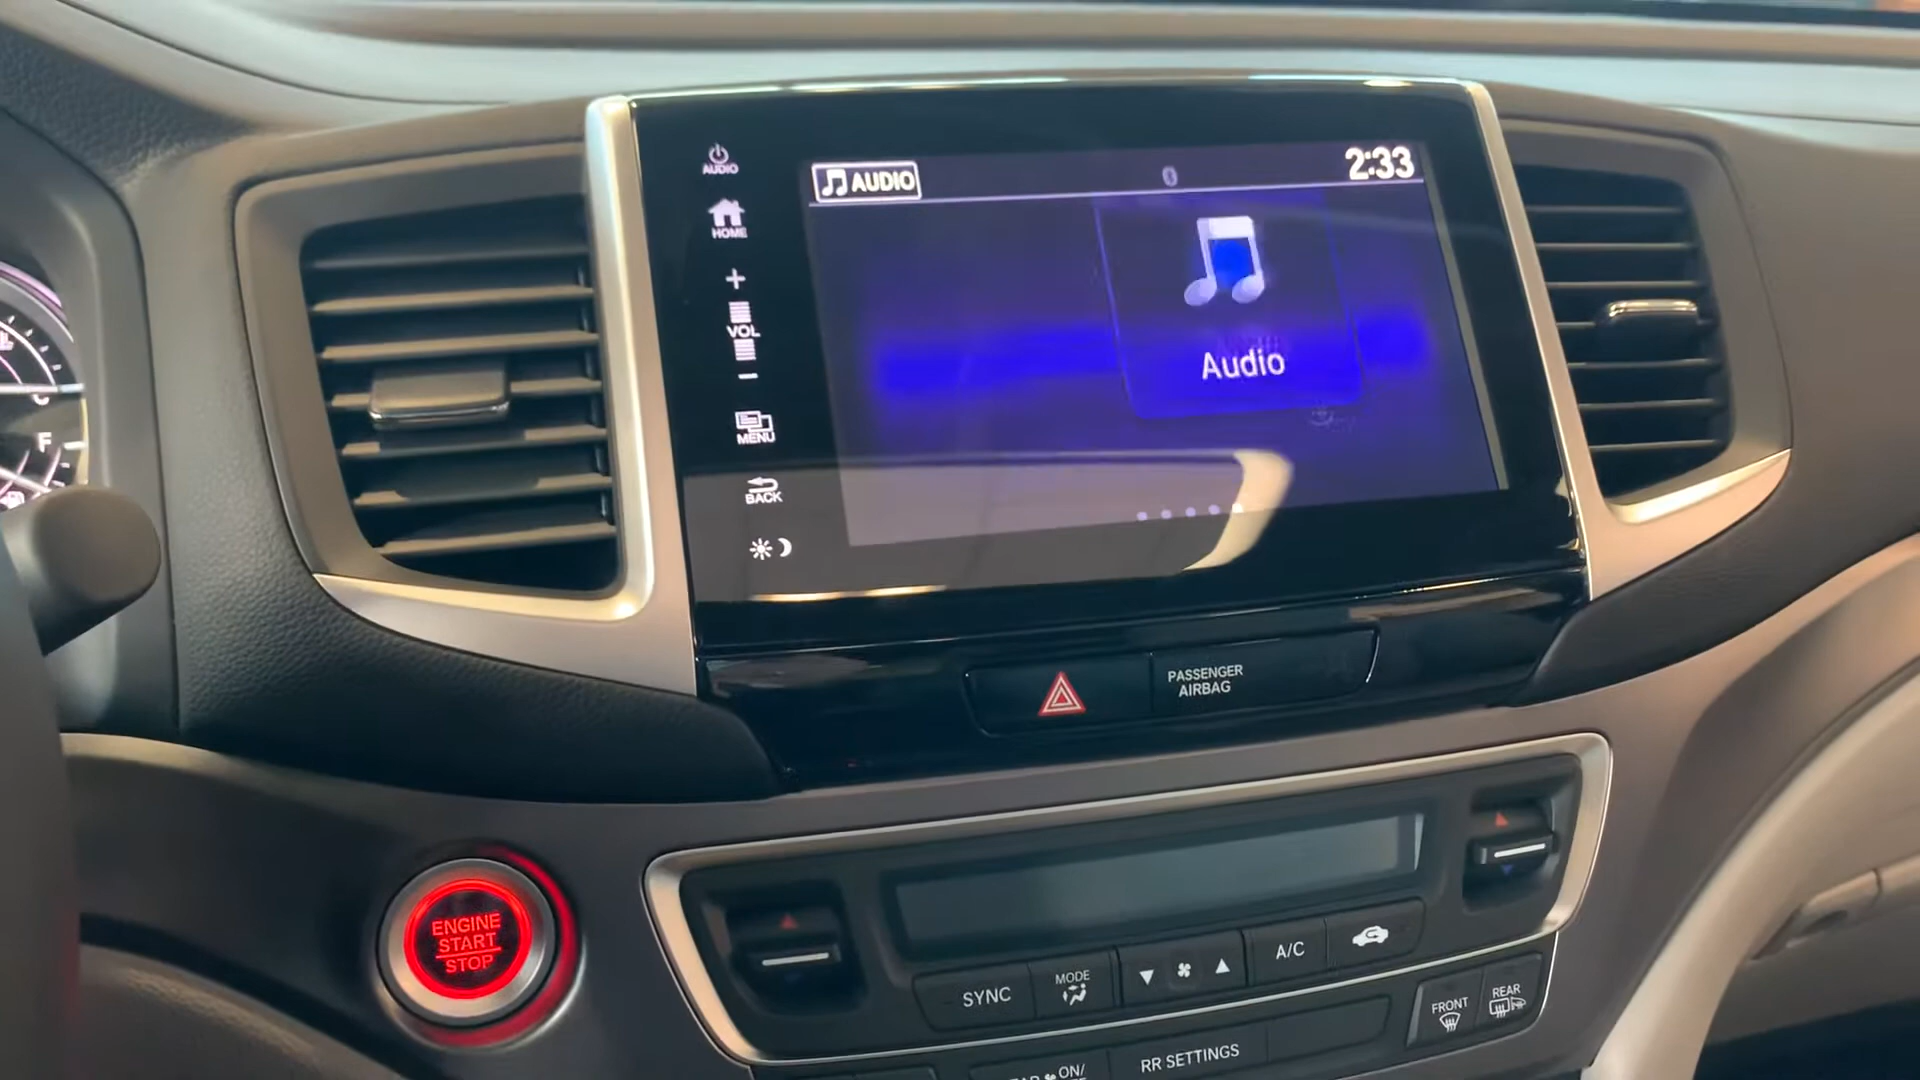 AUDIO
HOME
+
VOL
−
MENU
BACK
AUDIO
2:33
Audio
PASSENGER
AIRBAG
F
ENGINE
START
STOP
SYNC
MODE
A/C
FRONT
REAR
ON/
RR SETTINGS